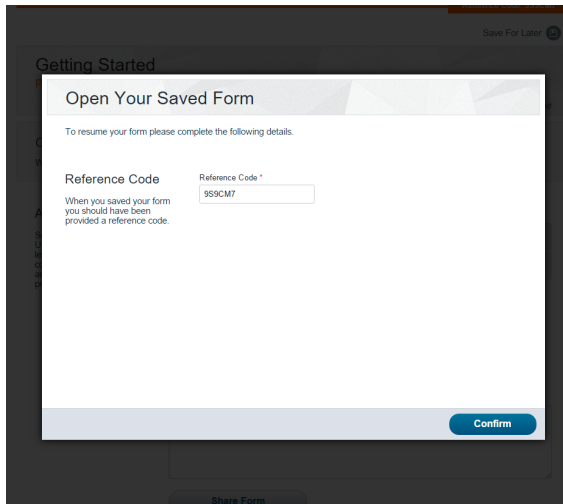 Save For Later
Getting Started
Open Your Saved Form
To resume your form please complete the following details.
Reference Code
When you saved your form
you should have been
provided a reference code.
Reference Code *
9S9CM7
Confirm
Share Form